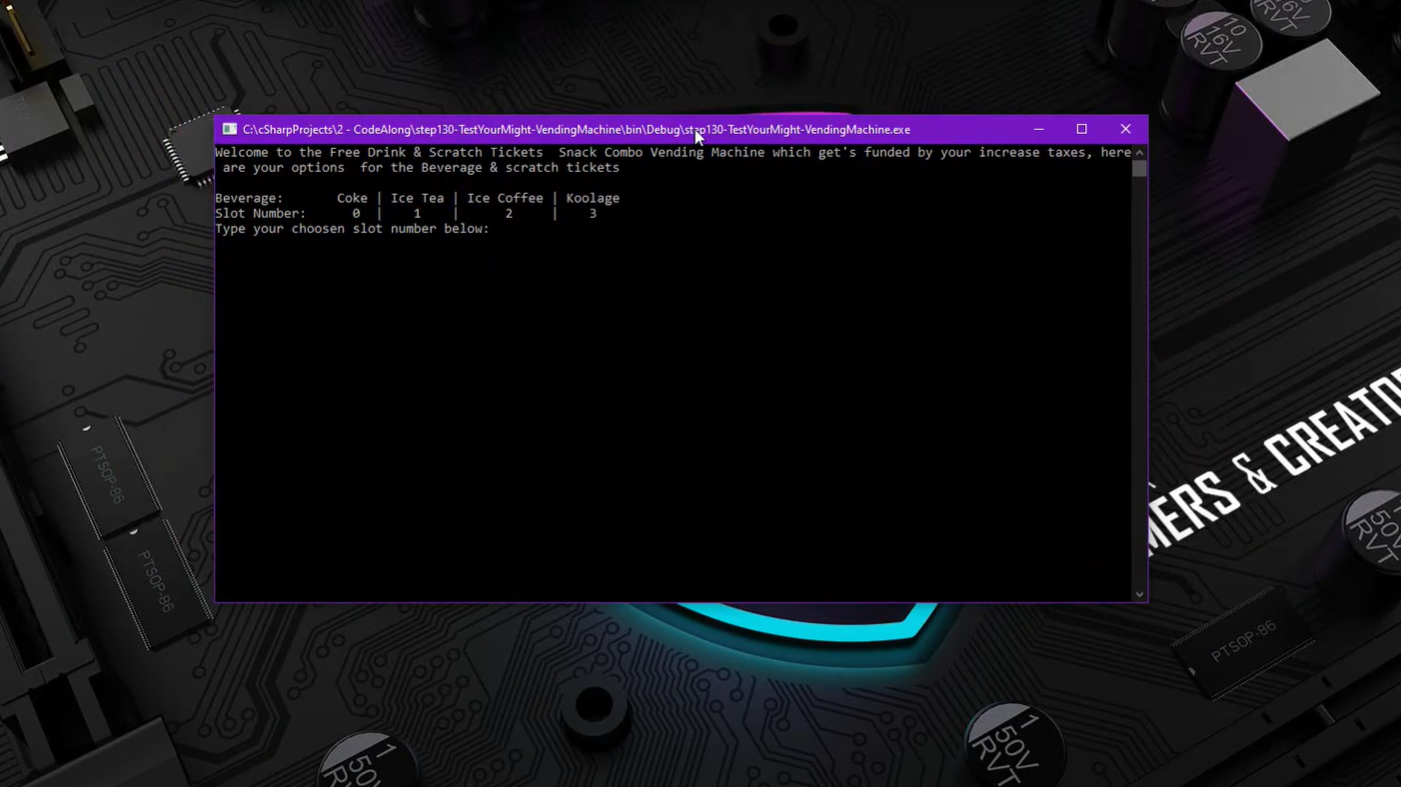 10
16V
RVT
16V
RVT
C:\cSharpProjects\2 - CodeAlong\step130-TestYourMight-VendingMachine\bin\Debug\step130-TestYourMight-VendingMachine.exe
Welcome to the Free Drink & Scratch Tickets  Snack Combo Vending Machine which get's funded by your increase taxes, here
 are your options  for the Beverage & scratch tickets
Beverage:       Coke | Ice Tea | Ice Coffee | Koolage
Slot Number:      0  |    1    |      2     |    3
Type your choosen slot number below:
MERS & CREATOR
PTSOP-86
PTSOP-86
PTSOP-86
1
50V
RVT
1
50V
RVT
50V
RVT